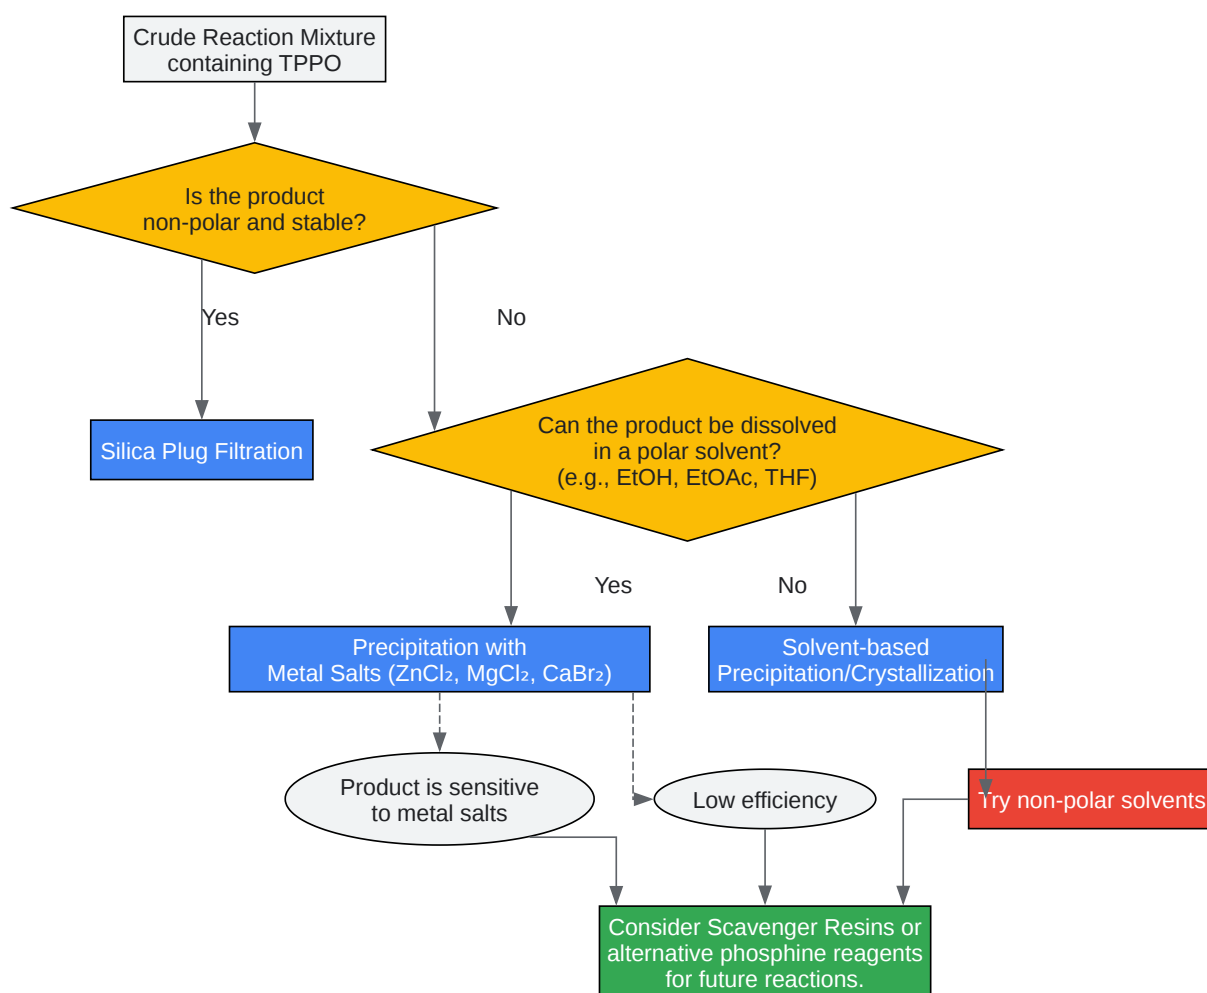 Crude Reaction Mixture
containing TPPO
Is the product
non-polar and stable?
Yes
No
Silica Plug Filtration
Can the product be dissolved
in a polar solvent?
(e.g., EtOH, EtOAc, THF)
Yes
No
Precipitation with
Metal Salts (ZnCl₂, MgCl₂, CaBr₂)
Solvent-based
Precipitation/Crystallization
Product is sensitive
to metal salts
Low efficiency
Try non-polar solvents
Consider Scavenger Resins or
alternative phosphine reagents
for future reactions.